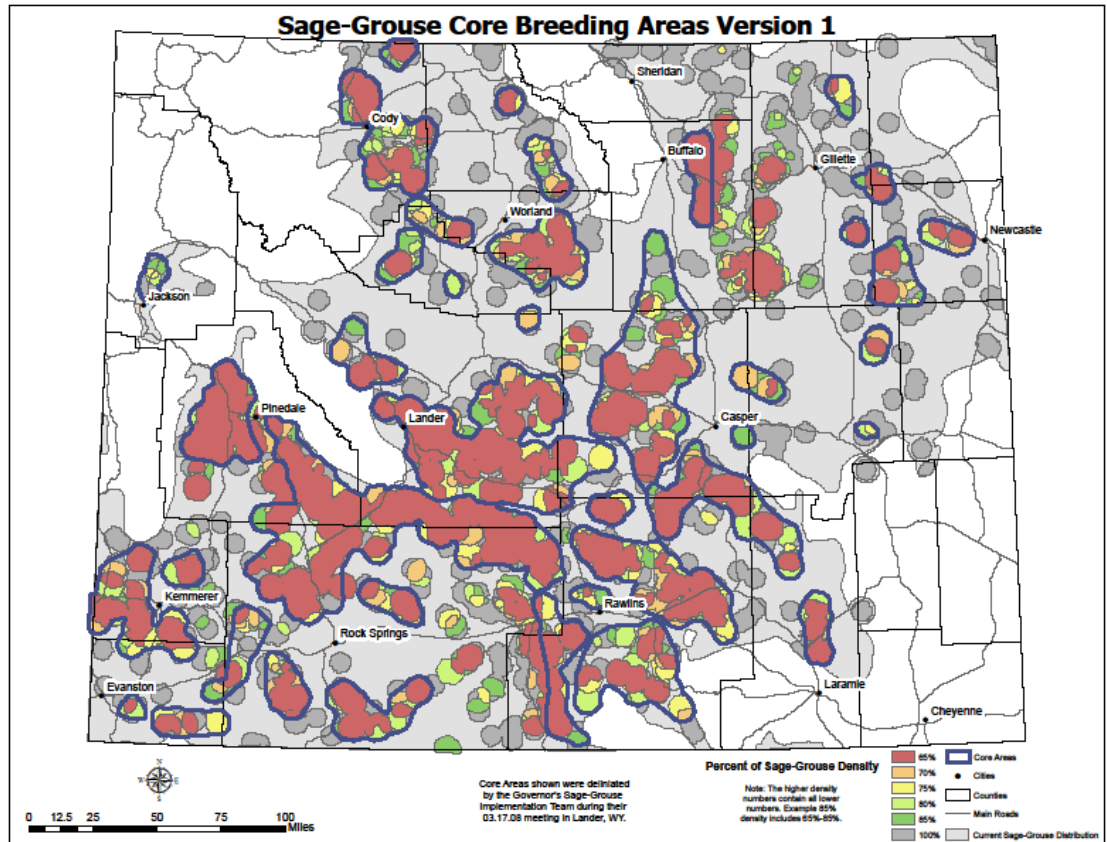 Sage-Grouse Core Breeding Areas Version 1
Sheridan
Cody
Buffalo
Gillette
Worland
Newcastle
Jackson
Pinedale
Lander
Casper
Kemmerer
Rawlins
Rock Springs
Evanston
Laramie
Cheyenne
N
W
E
S
0 12.5 25 50 75 100
Miles
Core Areas shown were deliniated
by the Governor's Sage-Grouse
Implementation Team during their
03.17.08 meeting in Lander, WY.
Percent of Sage-Grouse Density
Note: The higher density
numbers contain all lower
numbers. Example 85%
density includes 65%-85%.
65%
70%
75%
80%
85%
100%
Core Areas
Cities
Counties
Main Roads
Current Sage-Grouse Distribution